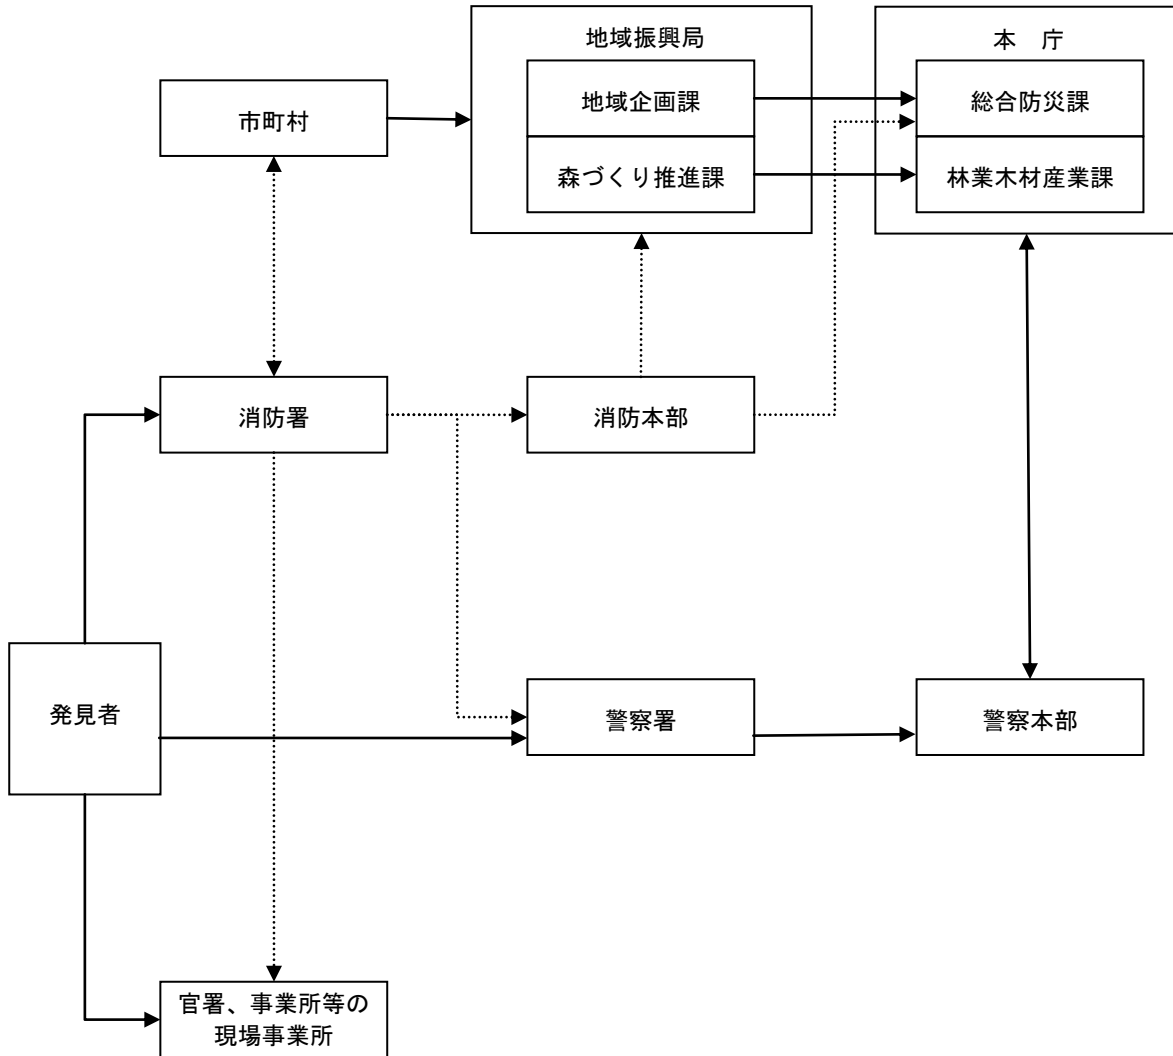 地域振興局
本　庁
市町村
地域企画課
総合防災課
森づくり推進課
林業木材産業課
消防署
消防本部
発見者
警察署
警察本部
官署、事業所等の
現場事業所